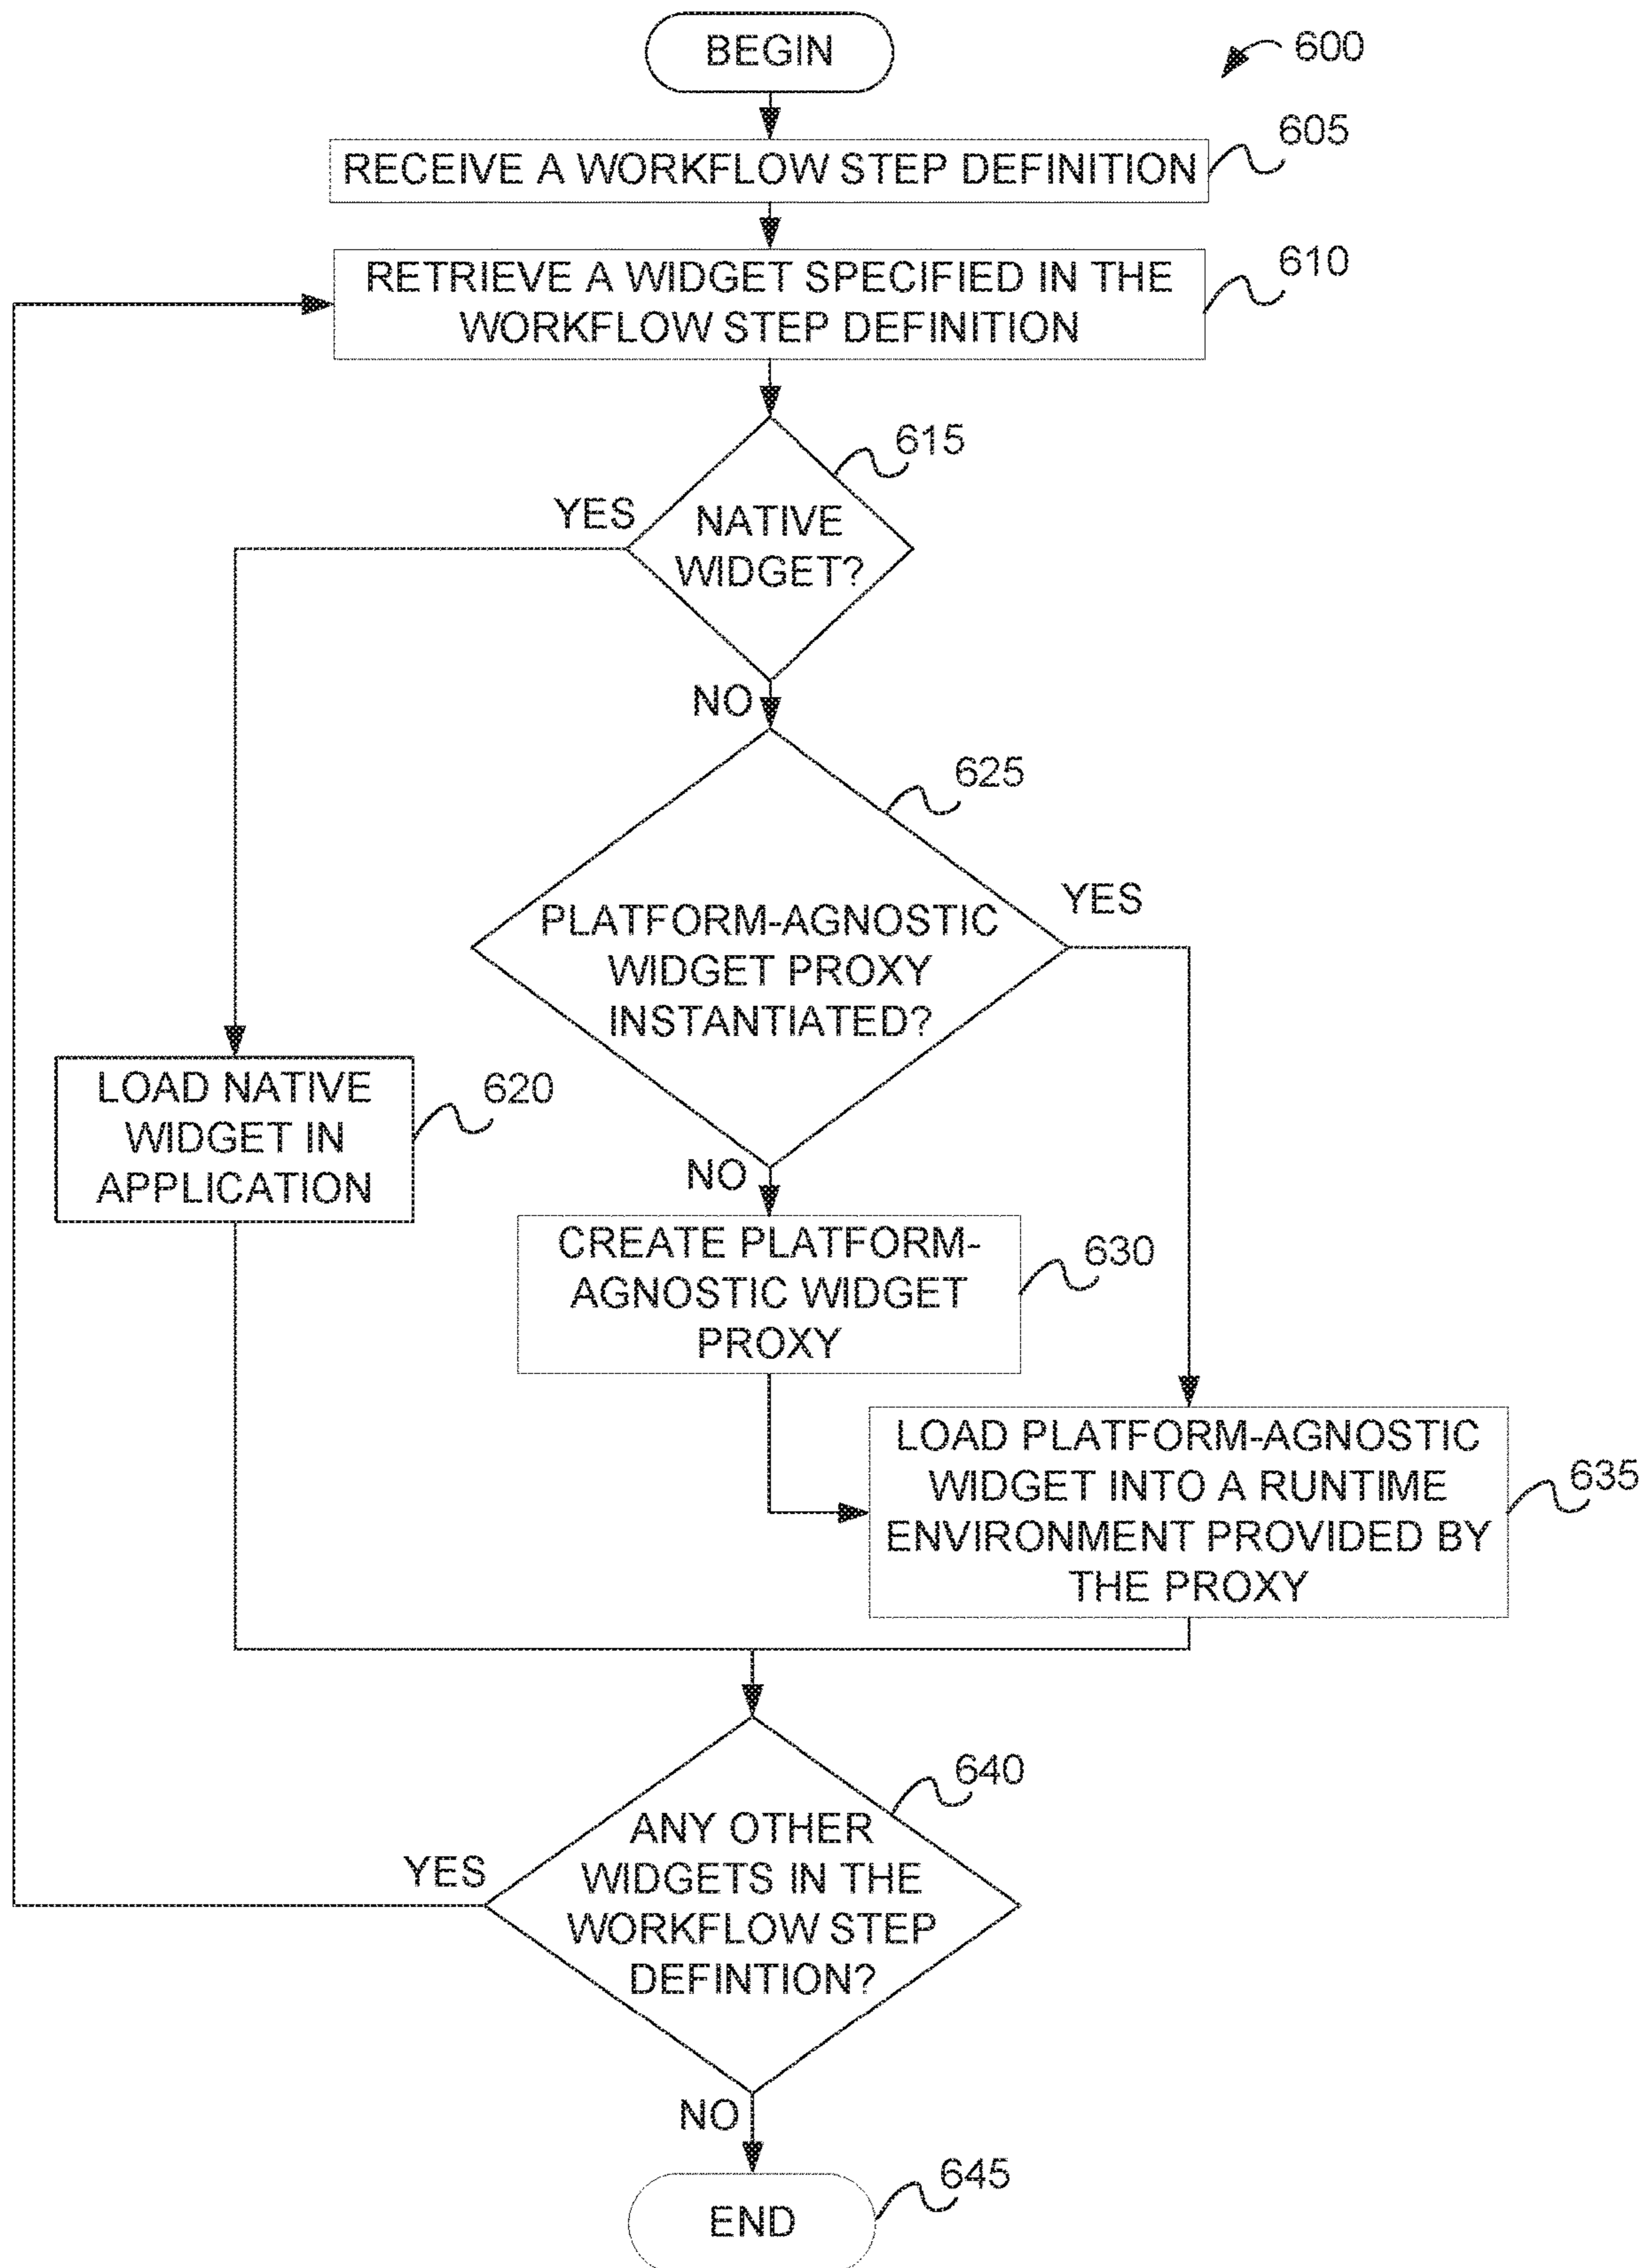 BEGIN
600
RECEIVE A WORKFLOW STEP DEFINITION
605
RETRIEVE A WIDGET SPECIFIED IN THE
WORKFLOW STEP DEFINITION
610
615
YES
NATIVE
WIDGET?
NO
625
YES
PLATFORM-AGNOSTIC
WIDGET PROXY
INSTANTIATED?
LOAD NATIVE
WIDGET IN
APPLICATION
620
NO
CREATE PLATFORM-
AGNOSTIC WIDGET
PROXY
630
LOAD PLATFORM-AGNOSTIC
WIDGET INTO A RUNTIME
ENVIRONMENT PROVIDED BY
THE PROXY
635
640
YES
ANY OTHER
WIDGETS IN THE
WORKFLOW STEP
DEFINTION?
NO
645
END